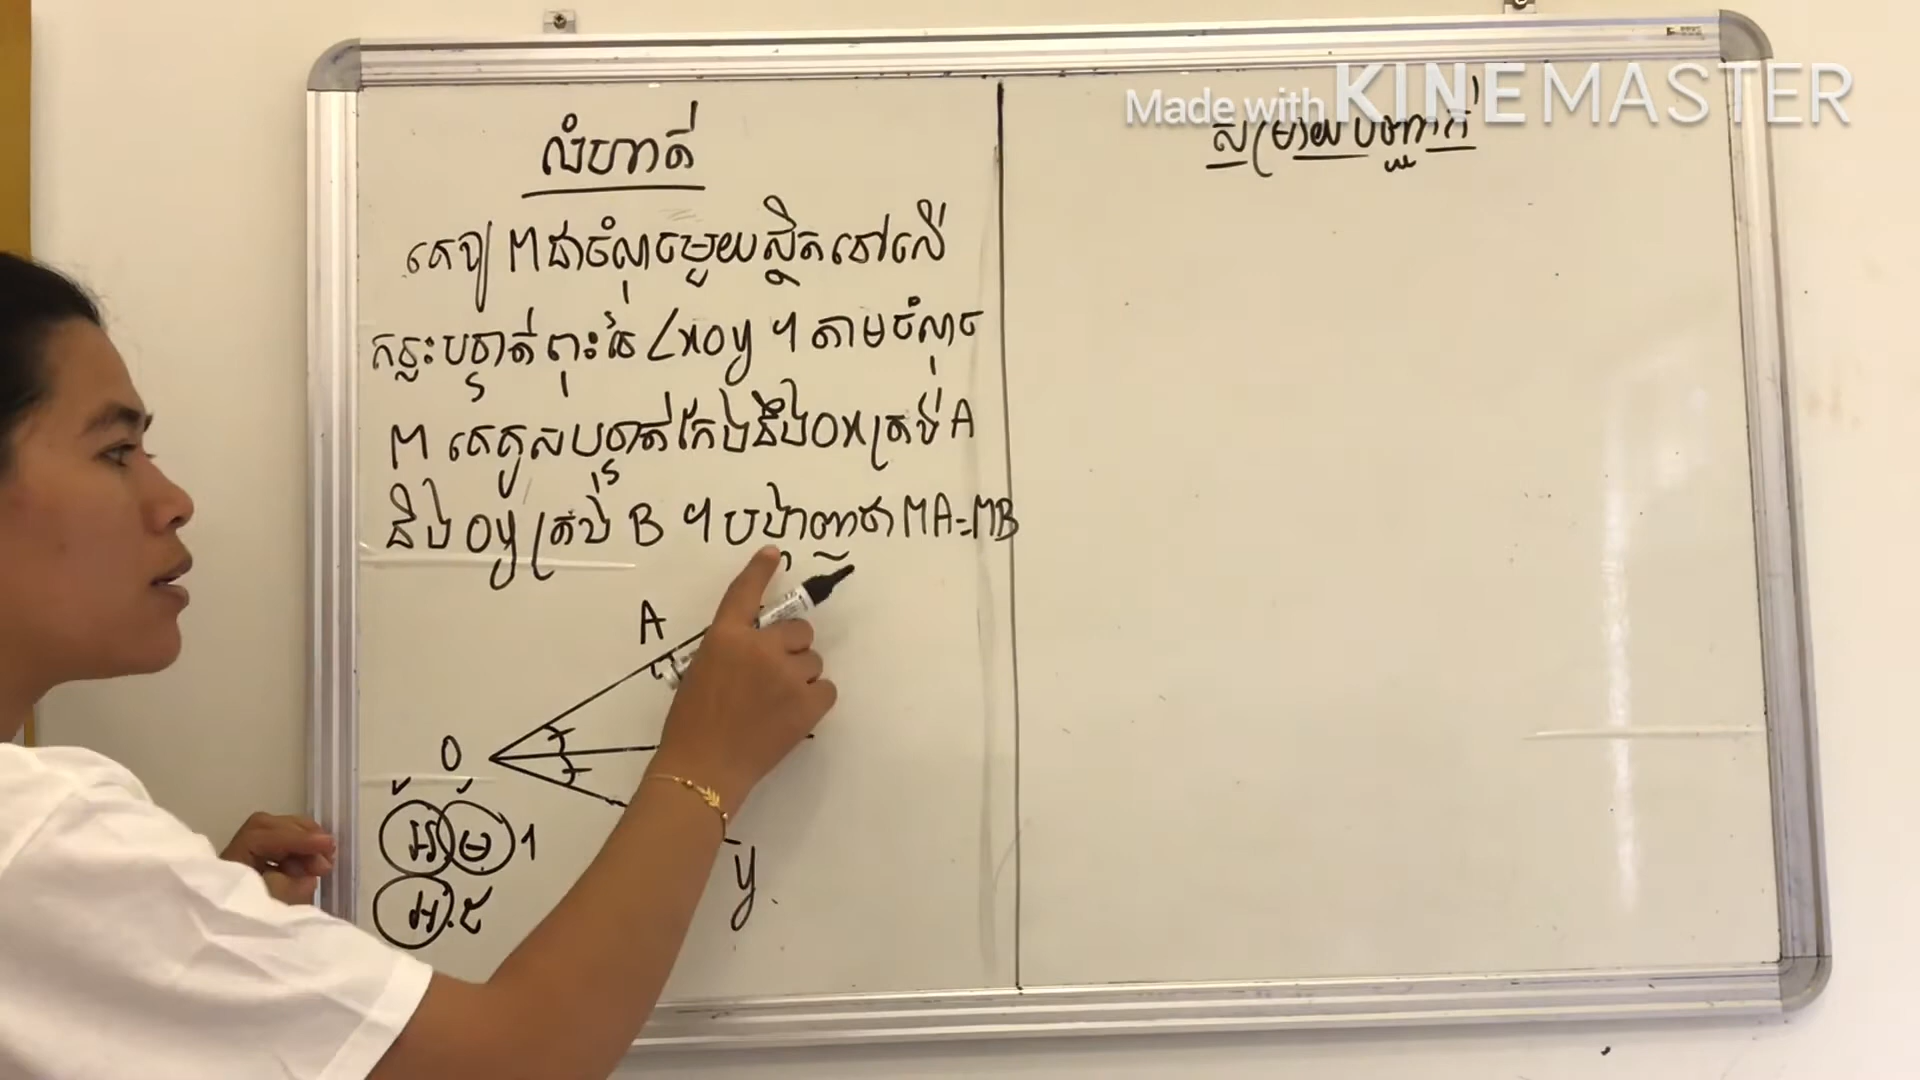 លំហាត់
គេឲ្យ M ជាចំណុចមួយស្ថិតនៅលើ
កន្លះបន្ទាត់ពុះនៃ ∠xoy ។ តាមចំណុច
M គេគូសបន្ទាត់កែងនឹង ox ត្រង់ A
និង oy ត្រង់ B ។ បង្ហាញថា MA=MB
A
O
y
ម ១
Made with KINEMASTER
សម្រាយបញ្ជាក់